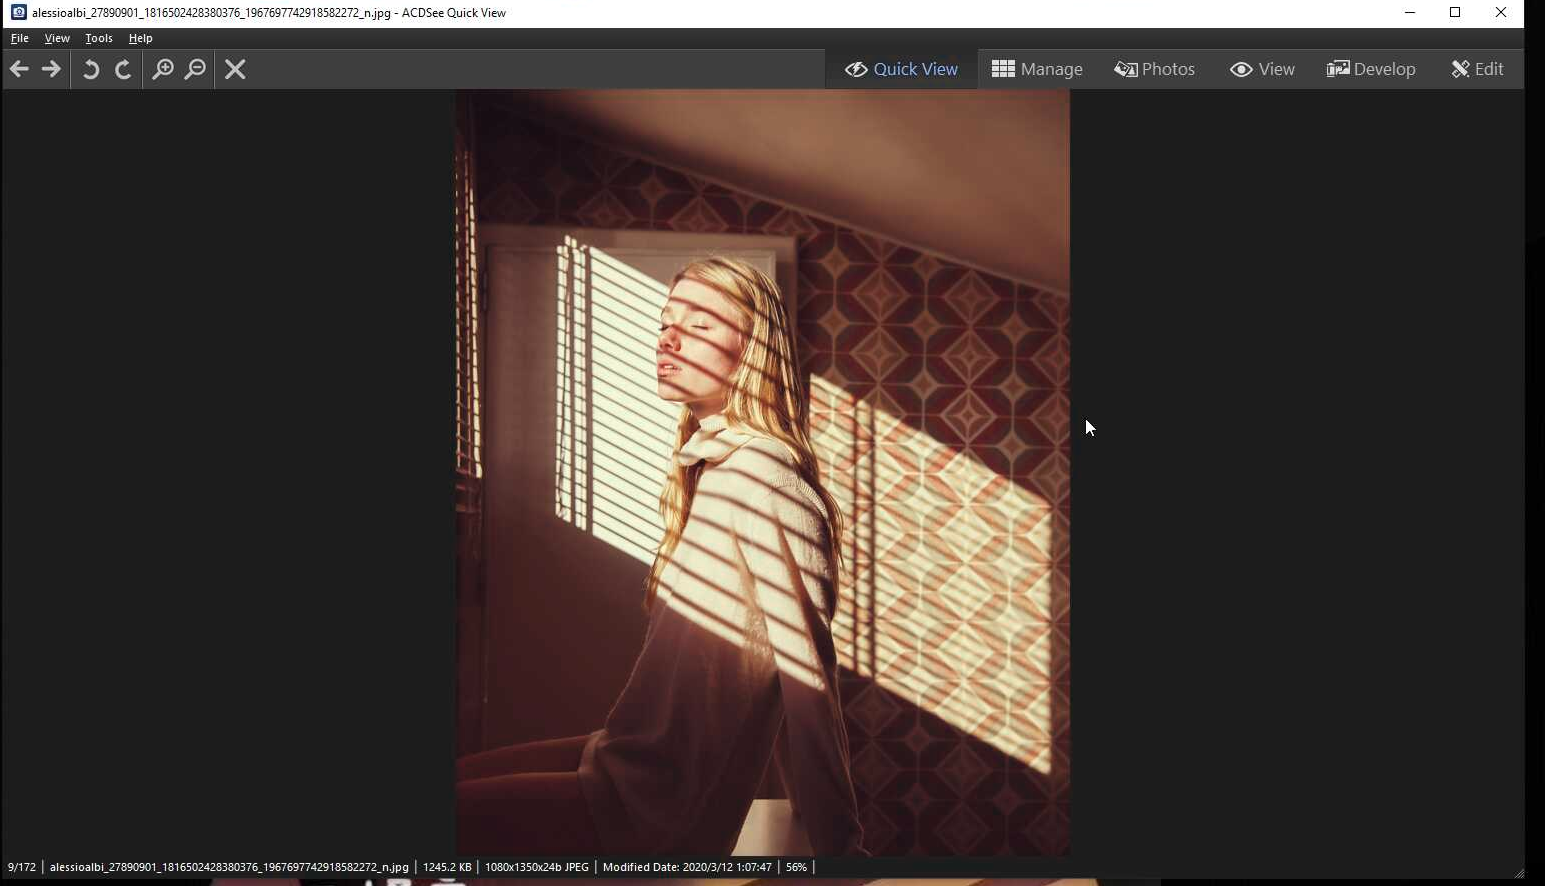 alessioalbi_27890901_1816502428380376_1967697742918582272_n.jpg - ACDSee Quick View
File View Tools Help
Quick View Manage Photos View Develop Edit
9/172 | alessioalbi_27890901_1816502428380376_1967697742918582272_n.jpg | 1245.2 KB | 1080x1350x24b JPEG | Modified Date: 2020/3/12 1:07:47 | 56% |